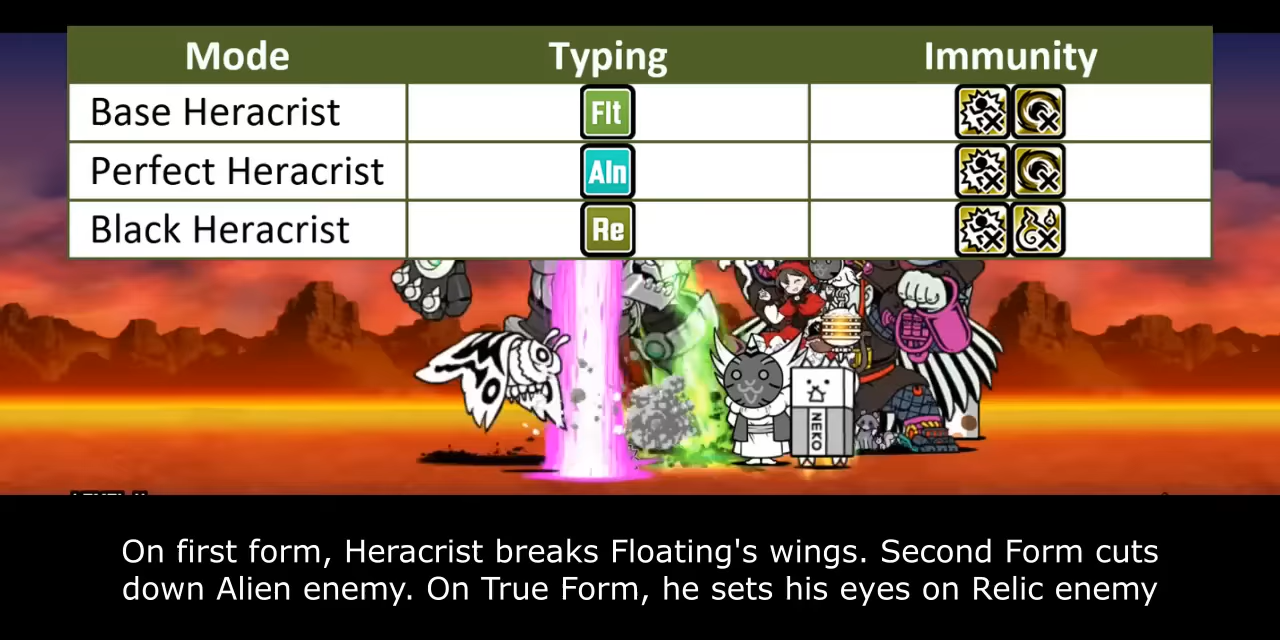 Mode Typing Immunity
Base Heracrist Flt
Perfect Heracrist Aln
Black Heracrist Re
NEKO
On first form, Heracrist breaks Floating's wings. Second Form cuts
down Alien enemy. On True Form, he sets his eyes on Relic enemy